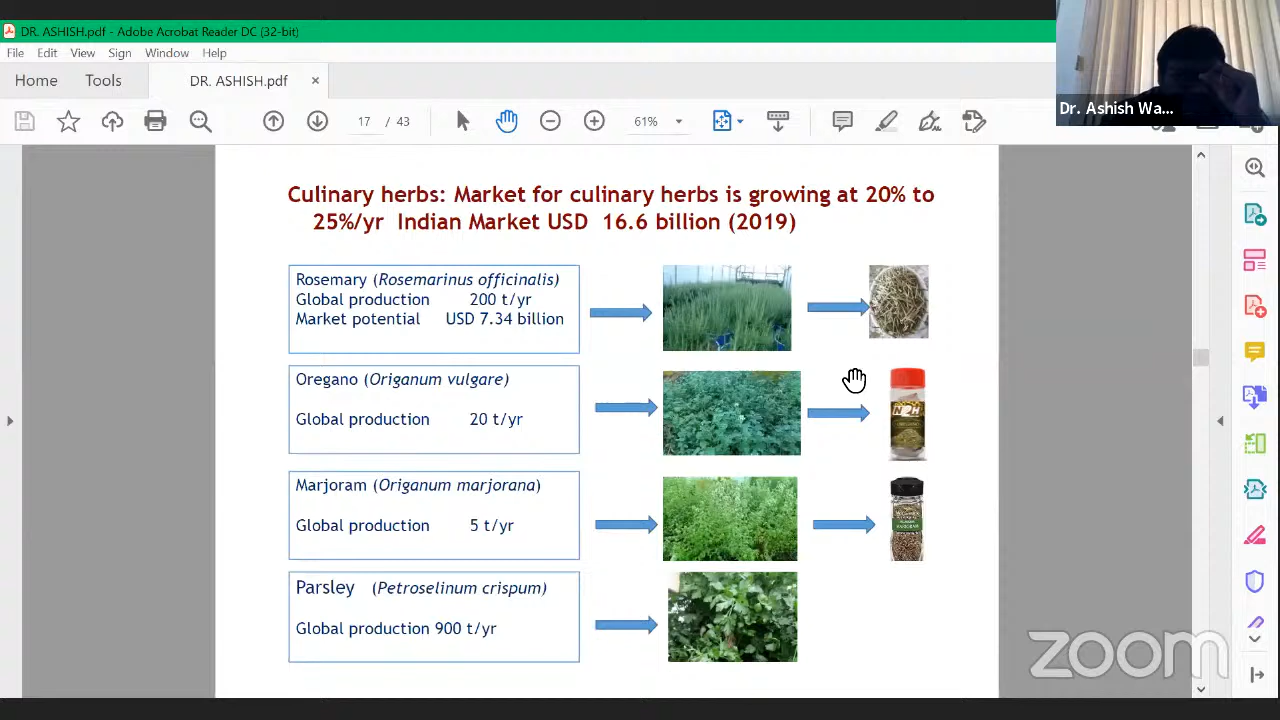 DR. ASHISH.pdf - Adobe Acrobat Reader DC (32-bit)
File Edit View Sign Window Help
Home Tools DR. ASHISH.pdf ×
17 / 43 61%
Dr. Ashish Wa...
Culinary herbs: Market for culinary herbs is growing at 20% to
25%/yr Indian Market USD 16.6 billion (2019)
Rosemary (Rosemarinus officinalis)
Global production 200 t/yr
Market potential USD 7.34 billion
Oregano (Origanum vulgare)
Global production 20 t/yr
Marjoram (Origanum marjorana)
Global production 5 t/yr
Parsley (Petroselinum crispum)
Global production 900 t/yr
zoom